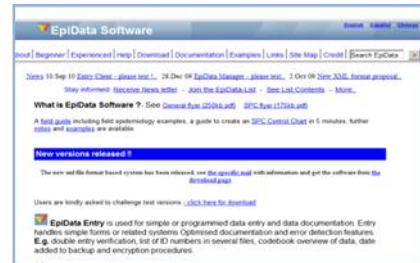 EpiData Software
English Español
About | Beginner | Experienced | Help | Download | Documentation | Examples | Links | Site Map | Credit | Search EpiData
News 10 Sep 10 Entry Client - please test !.. 28 Dec 09 EpiData Manager - please test.. 2 Oct 09 New XML format proposal..
Stay informed: Receive News letter - Join the EpiData-List - See List Contents - More..
What is EpiData Software ?- See General flyer (250kb pdf) SPC flyer (175kb pdf)
A field guide including field epidemiology examples, a guide to create an SPC Control Chart in 5 minutes, further
notes and examples are available
New versions released !!
The new xml file format based system has been released, see the specific mail with information and get the software from the
download page
Users are kindly asked to challenge test versions - click here for download
EpiData Entry is used for simple or programmed data entry and data documentation. Entry
handles simple forms or related systems Optimised documentation and error detection features.
E.g. double entry verification, list of ID numbers in several files, codebook overview of data, date
added to backup and encryption procedures.